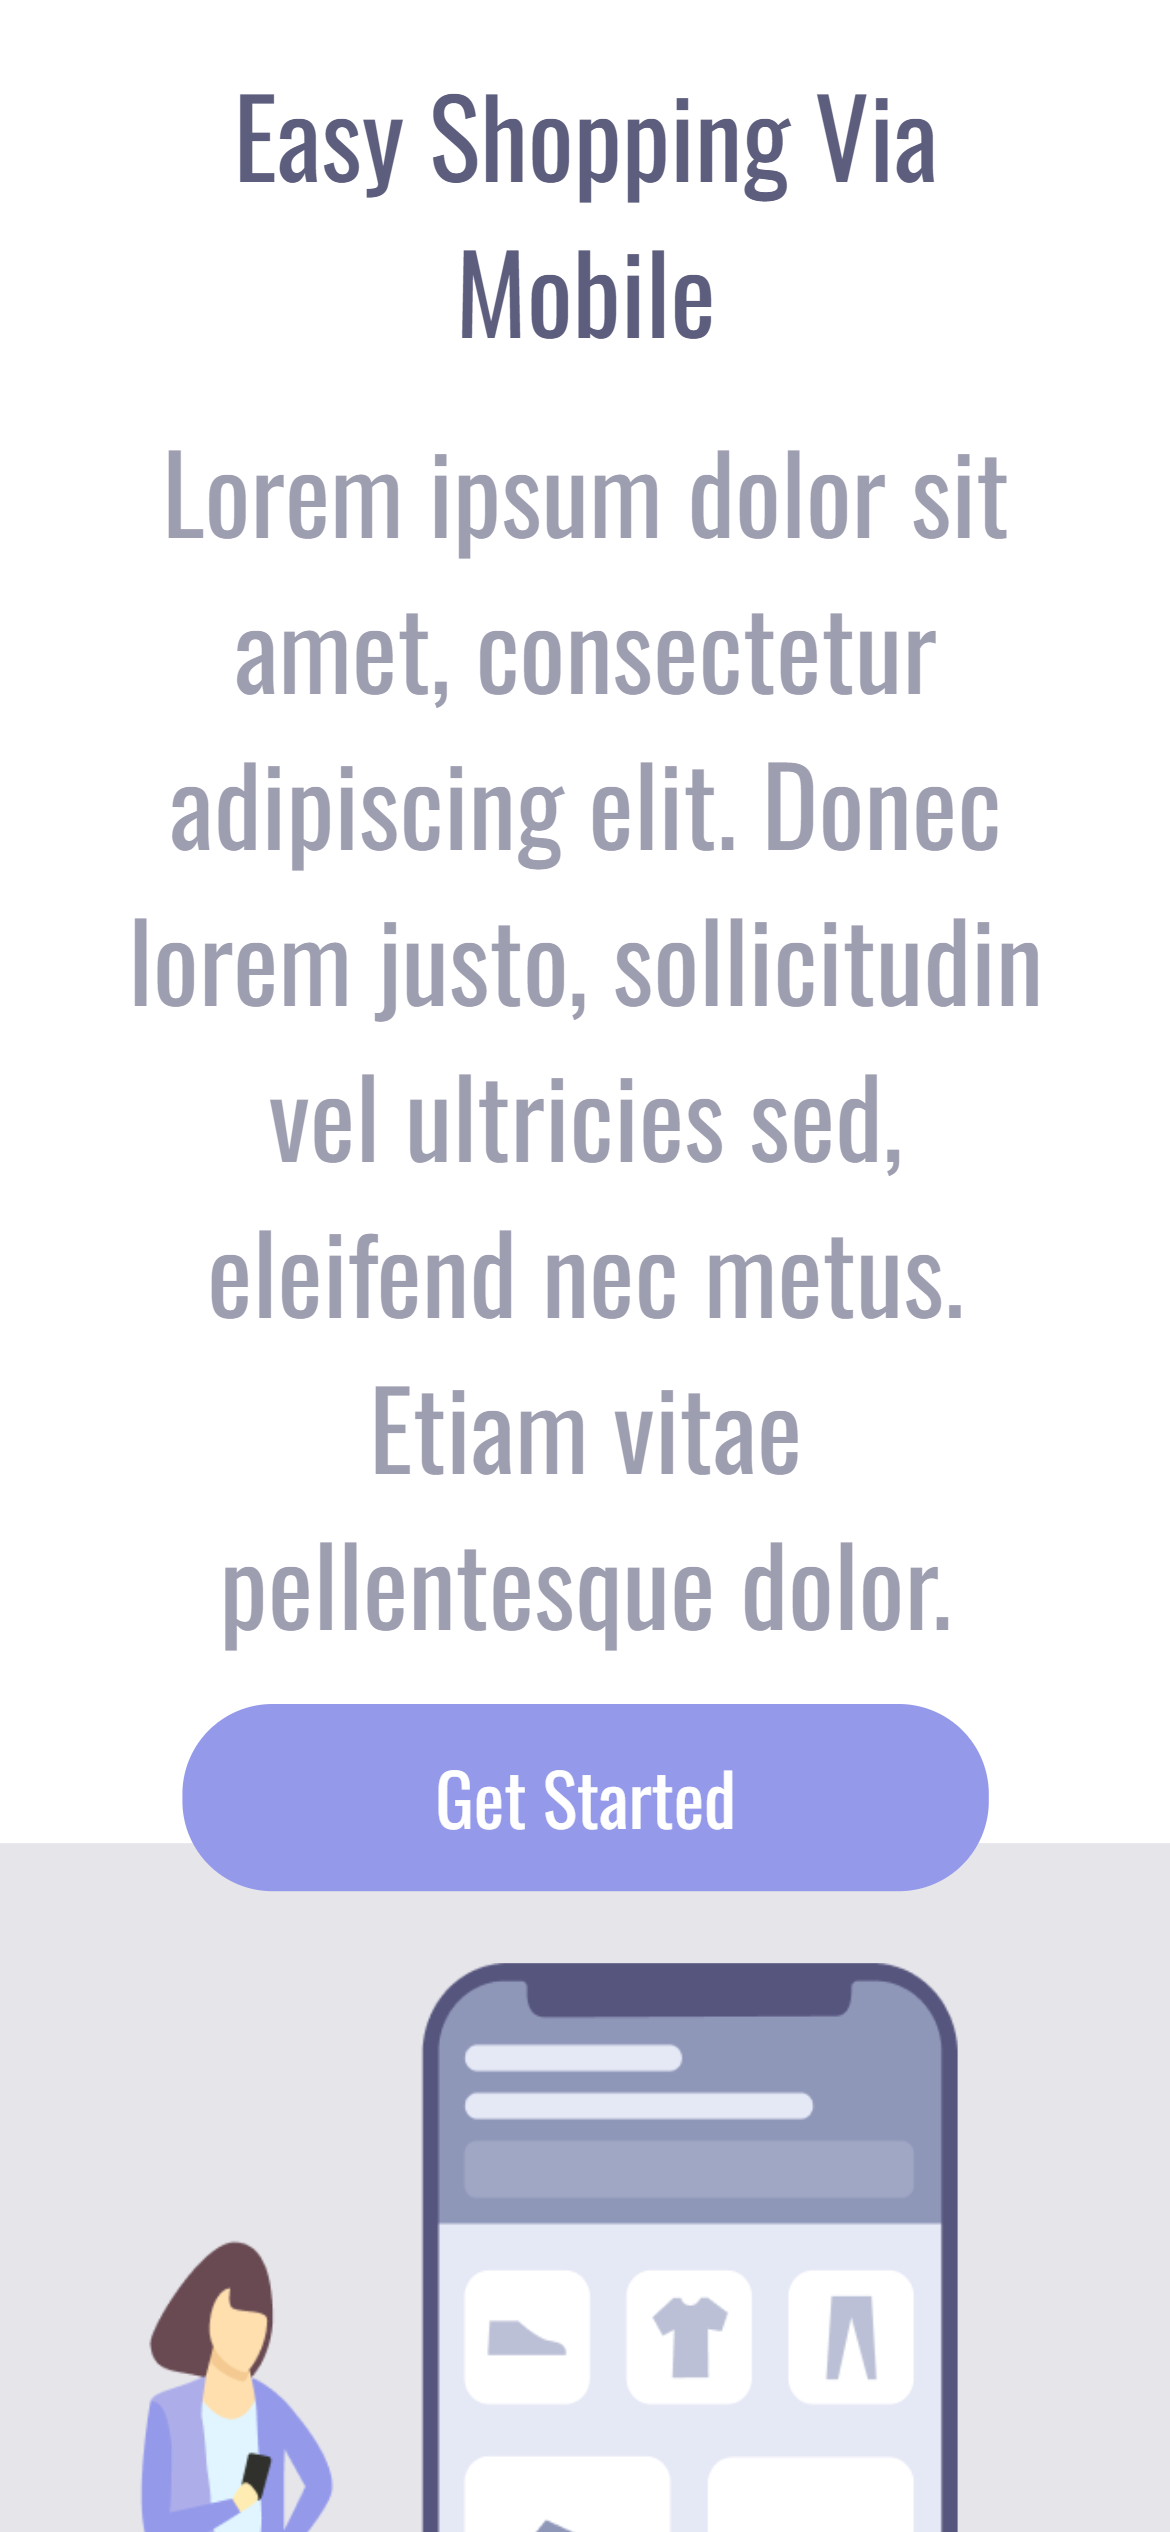 Easy Shopping Via
Mobile
Lorem ipsum dolor sit
amet, consectetur
adipiscing elit. Donec
lorem justo, sollicitudin
vel ultricies sed,
eleifend nec metus.
Etiam vitae
pellentesque dolor.
Get Started